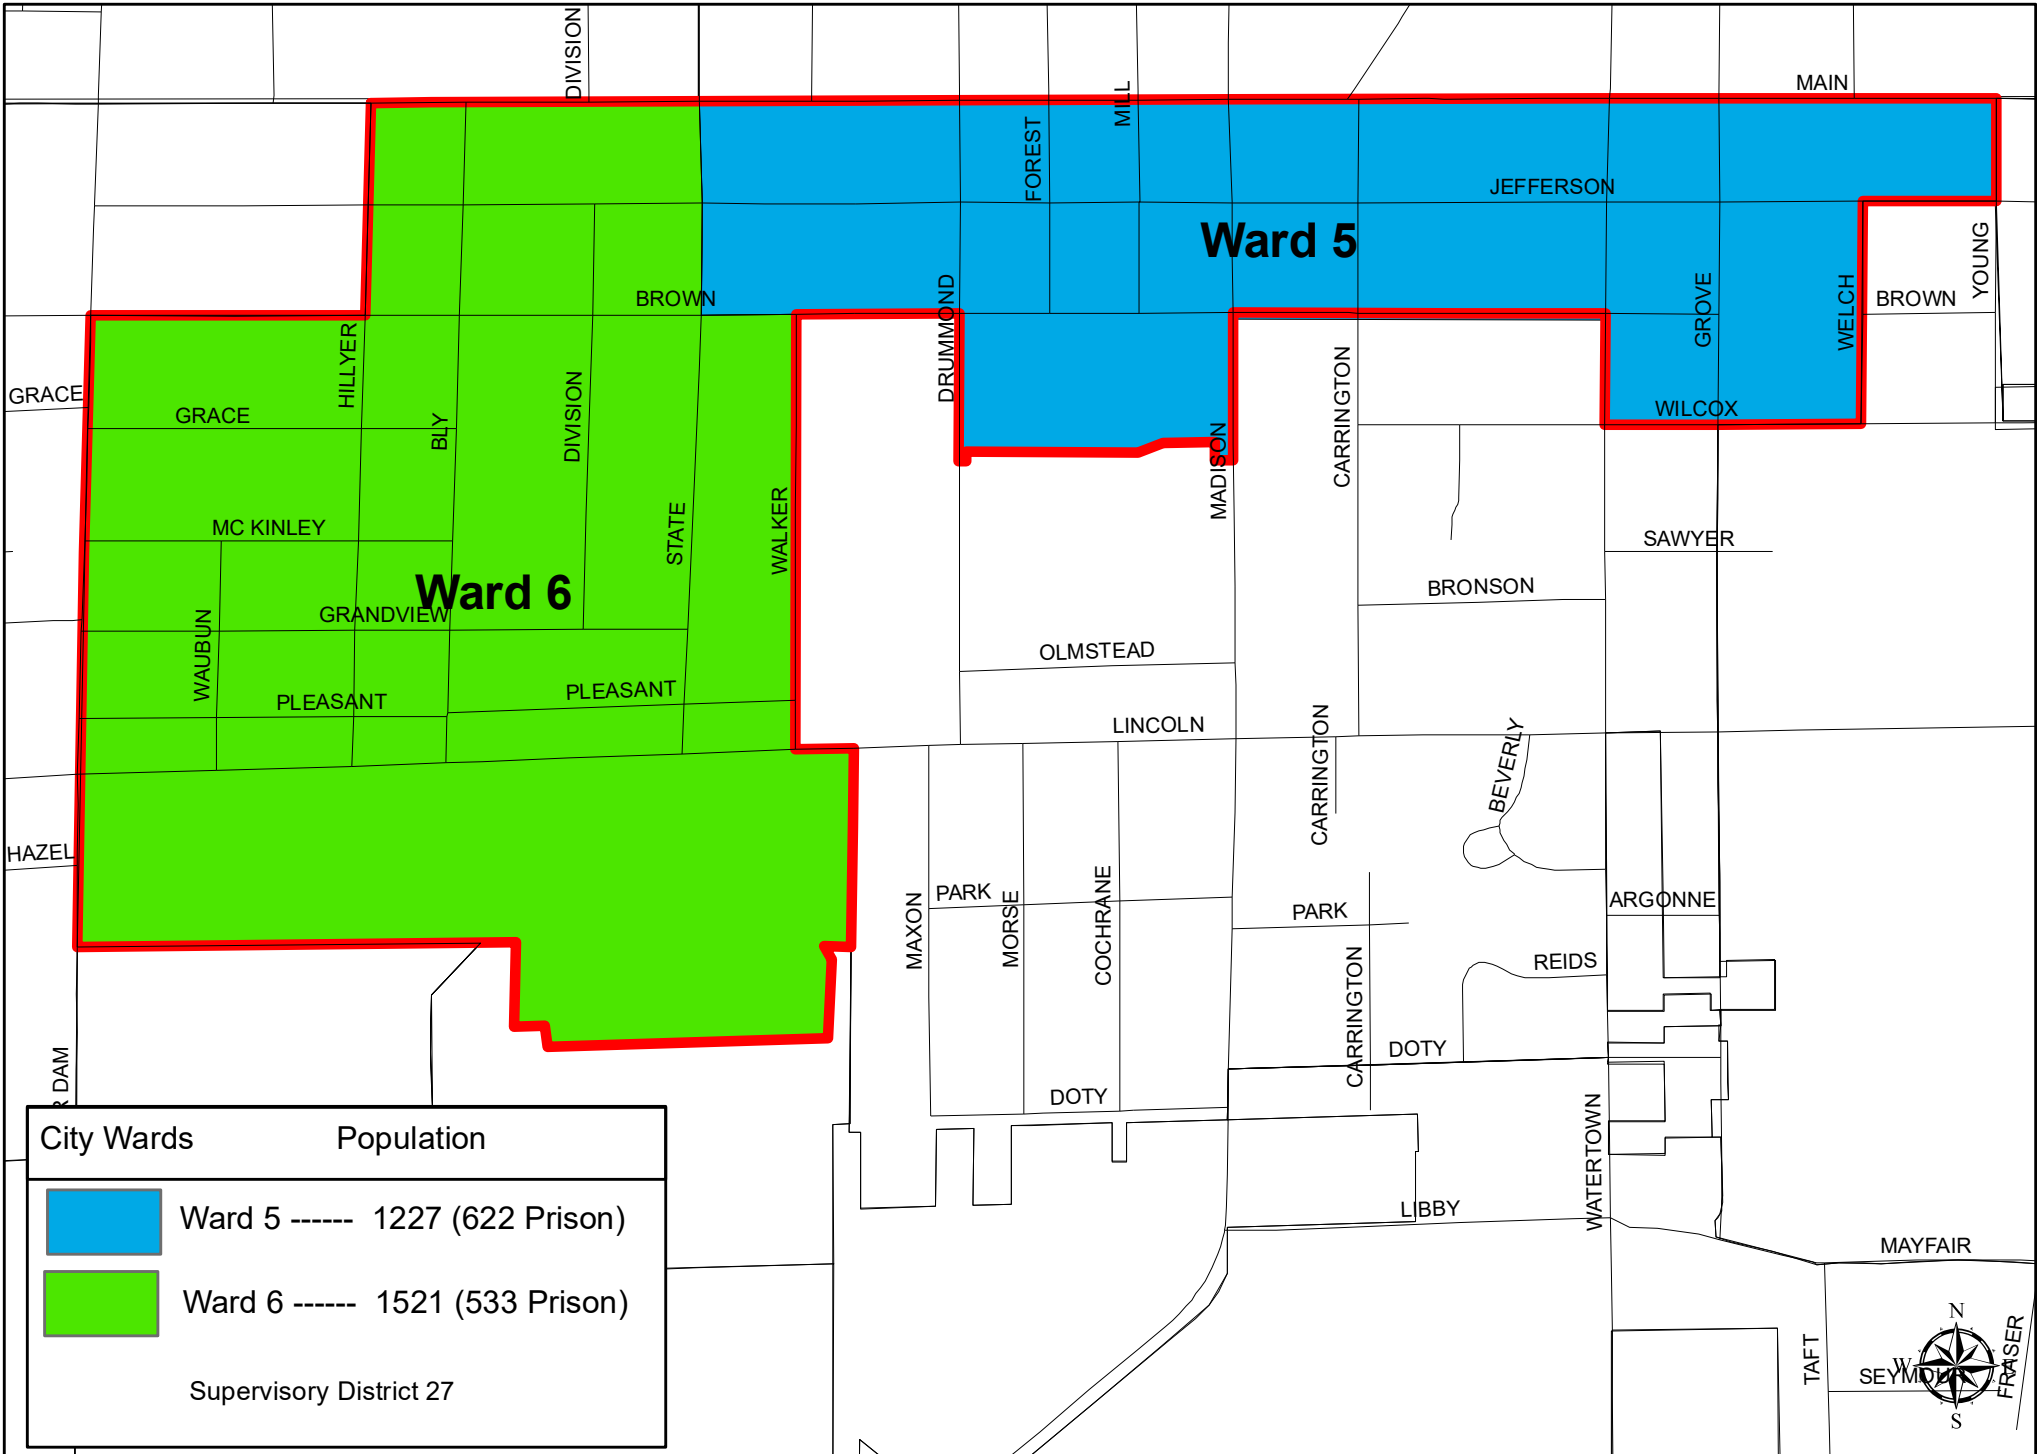 DIVISION
MAIN
MILL
FOREST
JEFFERSON
Ward 5
YOUNG
BROWN
DRUMMOND
GROVE
WELCH
BROWN
HILLYER
GRACE
GRACE
BLY
DIVISION
CARRINGTON
WILCOX
MADISON
MC KINLEY
STATE
WALKER
SAWYER
Ward 6
BRONSON
GRANDVIEW
WAUBUN
OLMSTEAD
PLEASANT
PLEASANT
LINCOLN
CARRINGTON
BEVERLY
HAZEL
PARK
MAXON
MORSE
COCHRANE
PARK
ARGONNE
REIDS
CARRINGTON
DOTY
R DAM
DOTY
WATERTOWN
LIBBY
MAYFAIR
TAFT
SEYMOUR
FRASER
N
W
S
City Wards Population
Ward 5 ------ 1227 (622 Prison)
Ward 6 ------ 1521 (533 Prison)
Supervisory District 27